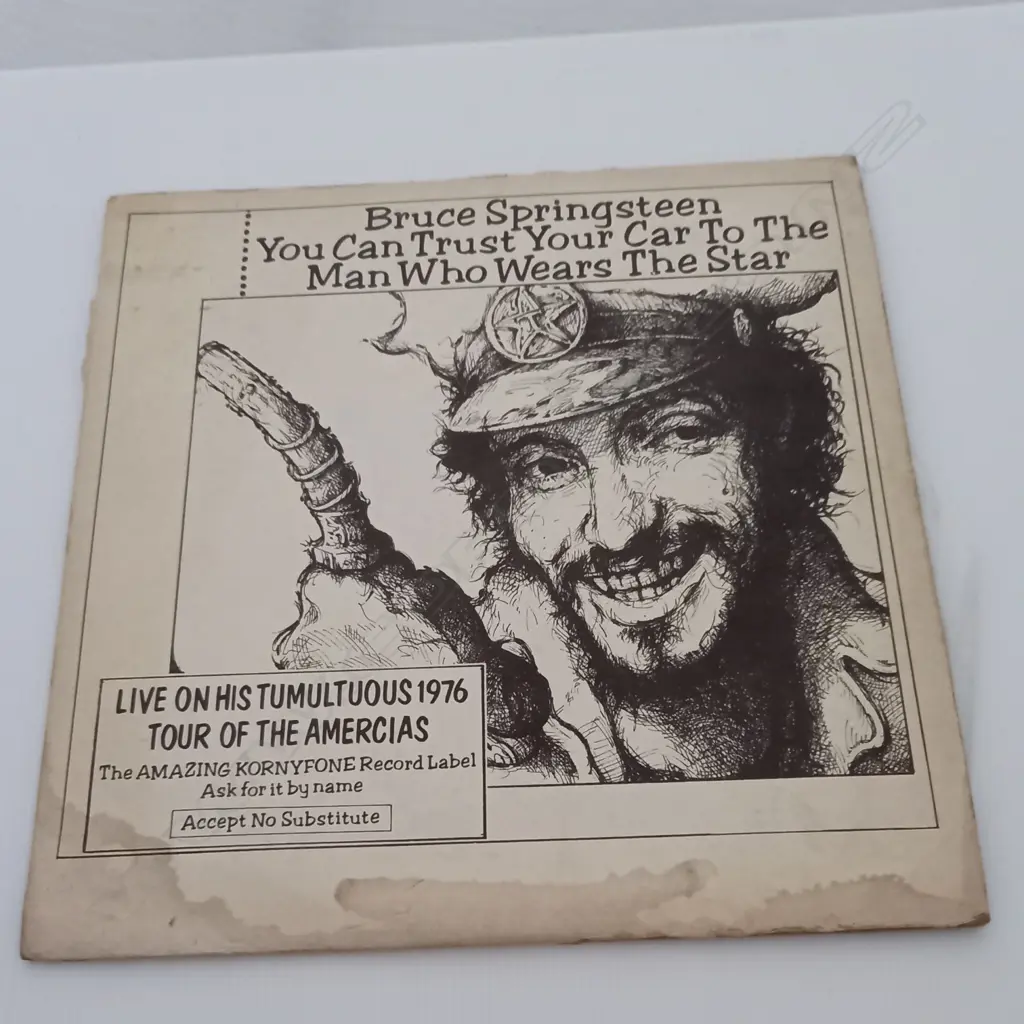 Bruce Springsteen
You Can Trust Your Car To The
Man Who Wears The Star
LIVE ON HIS TUMULTUOUS 1976
TOUR OF THE AMERCIAS
The AMAZING KORNYFONE Record Label
Ask for it by name
Accept No Substitute